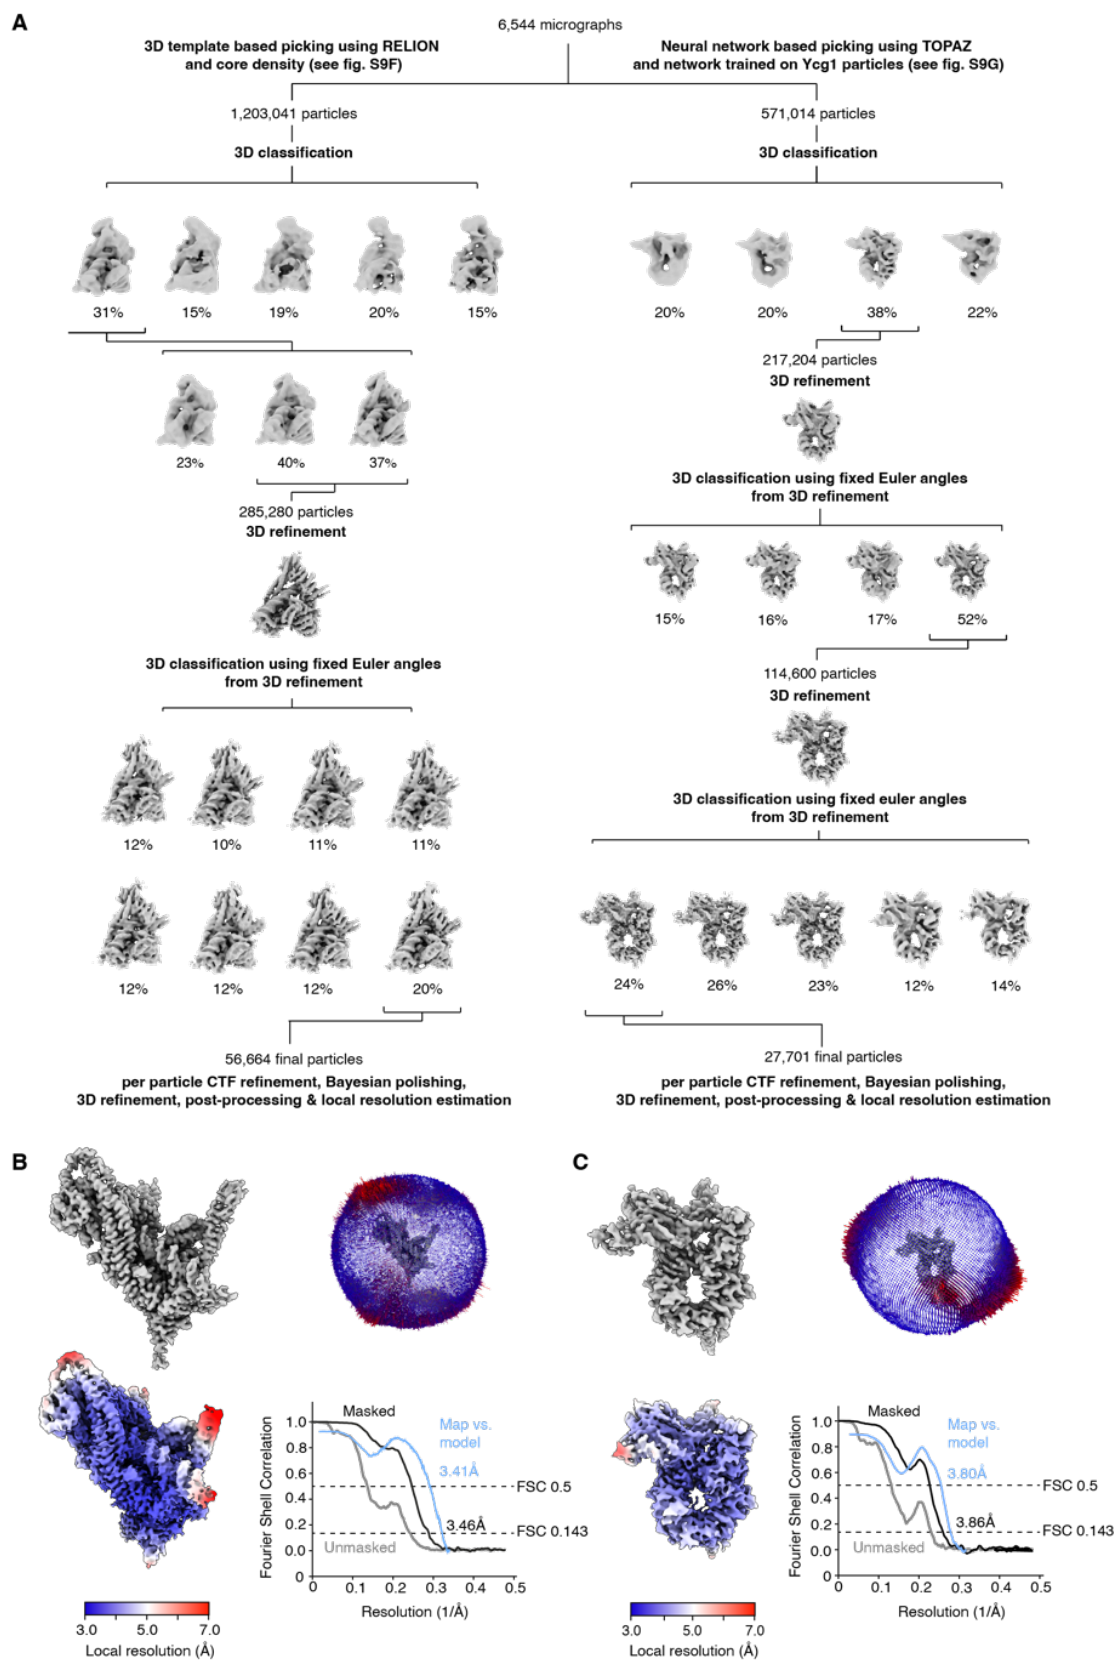 A
6,544 micrographs
3D template based picking using RELION
and core density (see fig. S9F)
Neural network based picking using TOPAZ
and network trained on Ycg1 particles (see fig. S9G)
1,203,041 particles
571,014 particles
3D classification
3D classification
31%
15%
19%
20%
15%
20%
20%
38%
22%
217,204 particles
3D refinement
23%
40%
37%
285,280 particles
3D refinement
3D classification using fixed Euler angles
from 3D refinement
15%
16%
17%
52%
114,600 particles
3D refinement
3D classification using fixed Euler angles
from 3D refinement
12%
10%
11%
11%
3D classification using fixed euler angles
from 3D refinement
12%
12%
12%
20%
24%
26%
23%
12%
14%
56,664 final particles
per particle CTF refinement, Bayesian polishing,
3D refinement, post-processing & local resolution estimation
27,701 final particles
per particle CTF refinement, Bayesian polishing,
3D refinement, post-processing & local resolution estimation
B
Fourier Shell Correlation
1.0
0.8
0.6
0.4
0.2
0.0
0
Masked
Map vs.
model
3.41Å
FSC 0.5
3.46Å
FSC 0.143
Unmasked
0
0.1
0.2
0.3
0.4
0.5
Resolution (1/Å)
3.0
5.0
7.0
Local resolution (Å)
C
Fourier Shell Correlation
1.0
0.8
0.6
0.4
0.2
0.0
0
Masked
Map vs.
model
3.80Å
FSC 0.5
3.86Å
FSC 0.143
Unmasked
0
0.1
0.2
0.3
0.4
0.5
Resolution (1/Å)
3.0
5.0
7.0
Local resolution (Å)